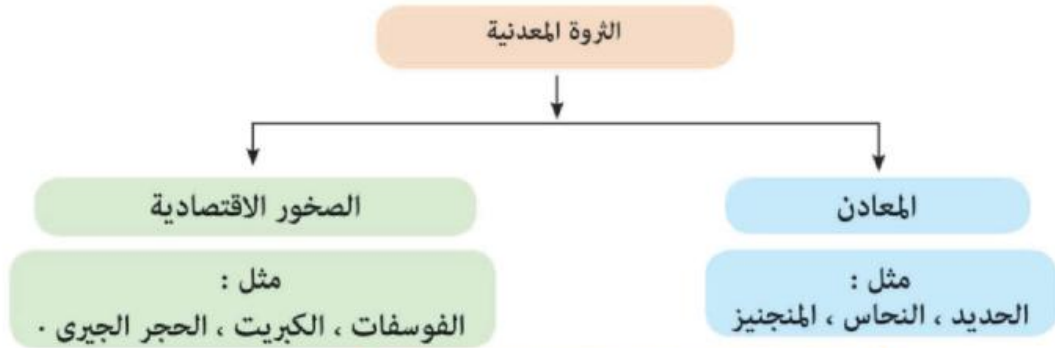 الثروة المعدنية
المعادن
الصخور الاقتصادية
مثل :
الحديد ، النحاس ، المنجنيز
مثل :
الفوسفات ، الكبريت ، الحجر الجيرى .